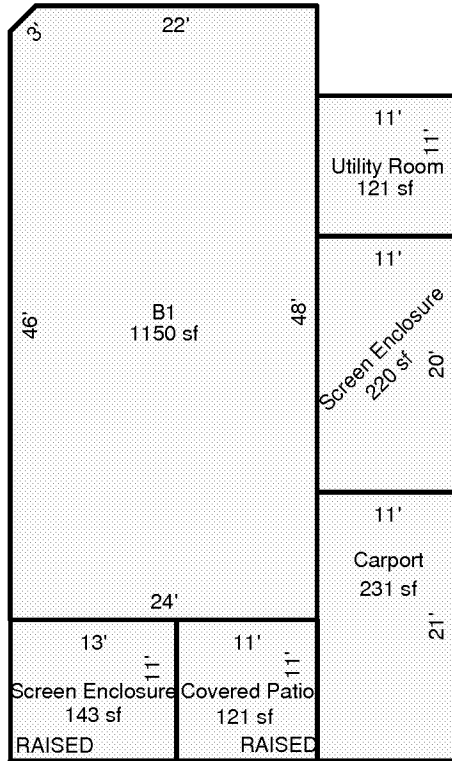 3'
22'
11'
11'
Utility Room
121 sf
11'
B1
1150 sf
46'
48'
Screen Enclosure
220 sf
20'
11'
Carport
231 sf
21'
24'
13'
11'
Screen Enclosure
143 sf
RAISED
11'
11'
Covered Patio
121 sf
RAISED